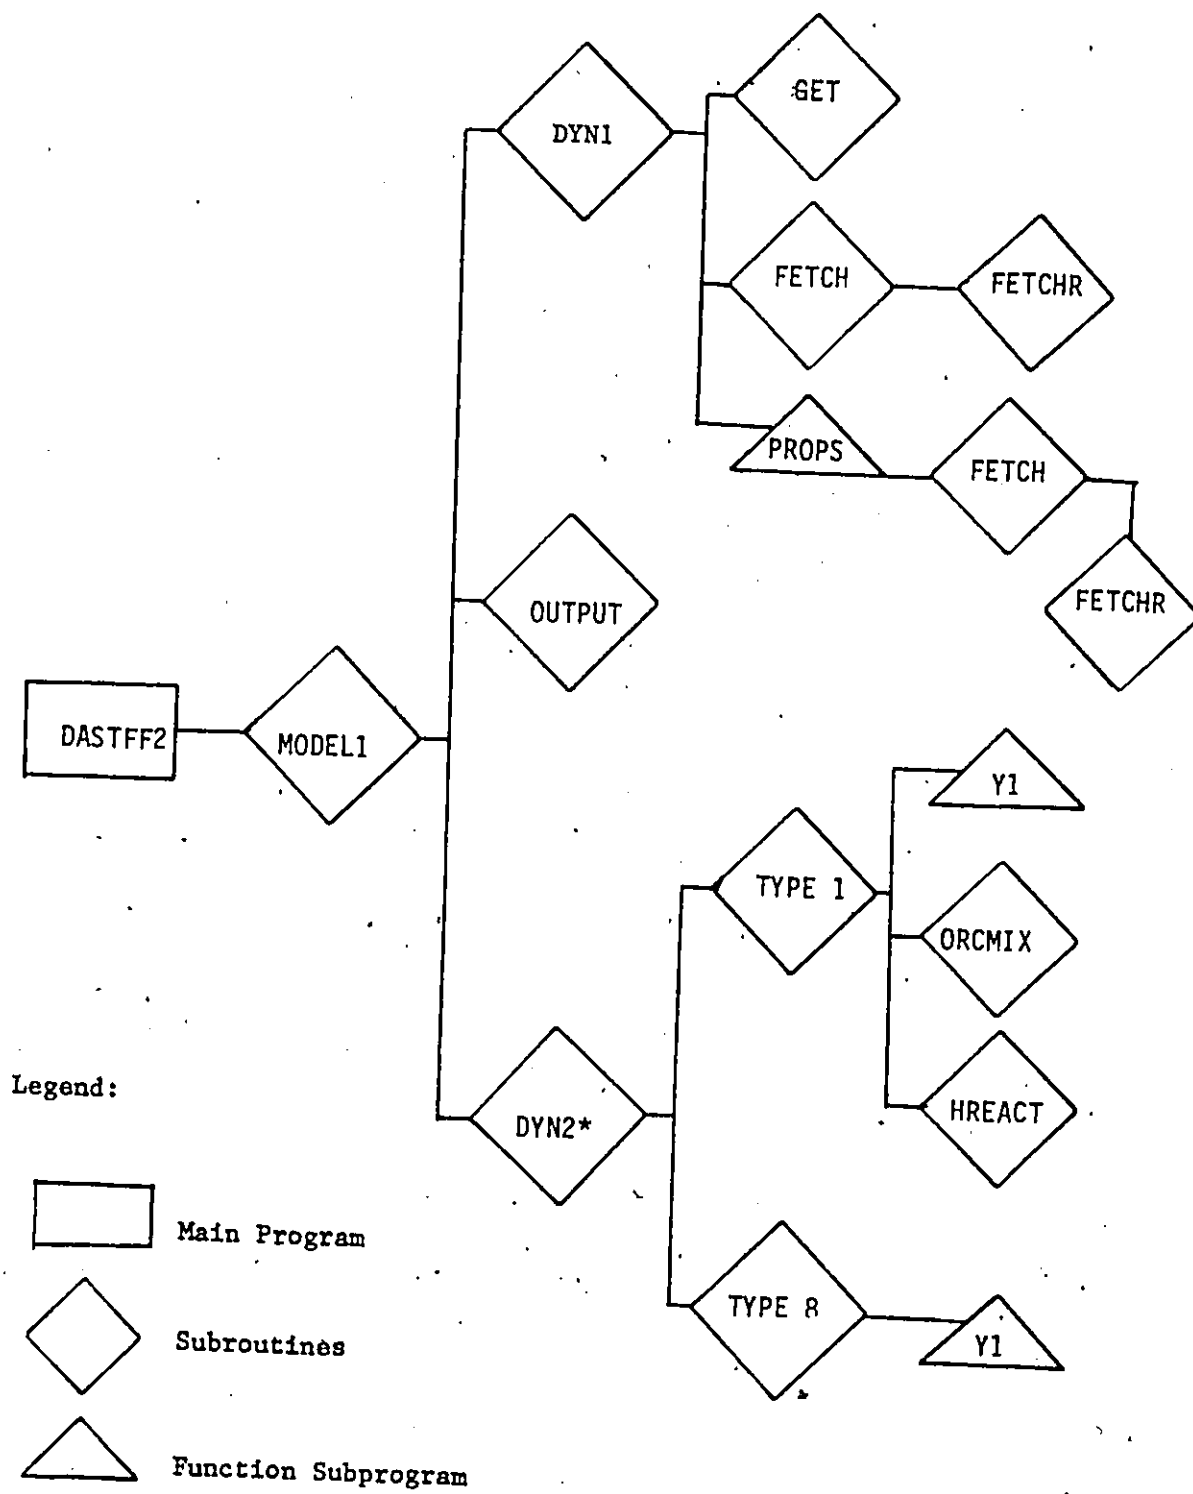 GET
DYN1
FETCH
FETCHR
PROPS
FETCH
FETCHR
OUTPUT
DASTFF2
MODEL1
Y1
TYPE 1
ORCMIX
HREACT
DYN2*
TYPE 8
Y1
Legend:
Main Program
Subroutines
Function Subprogram